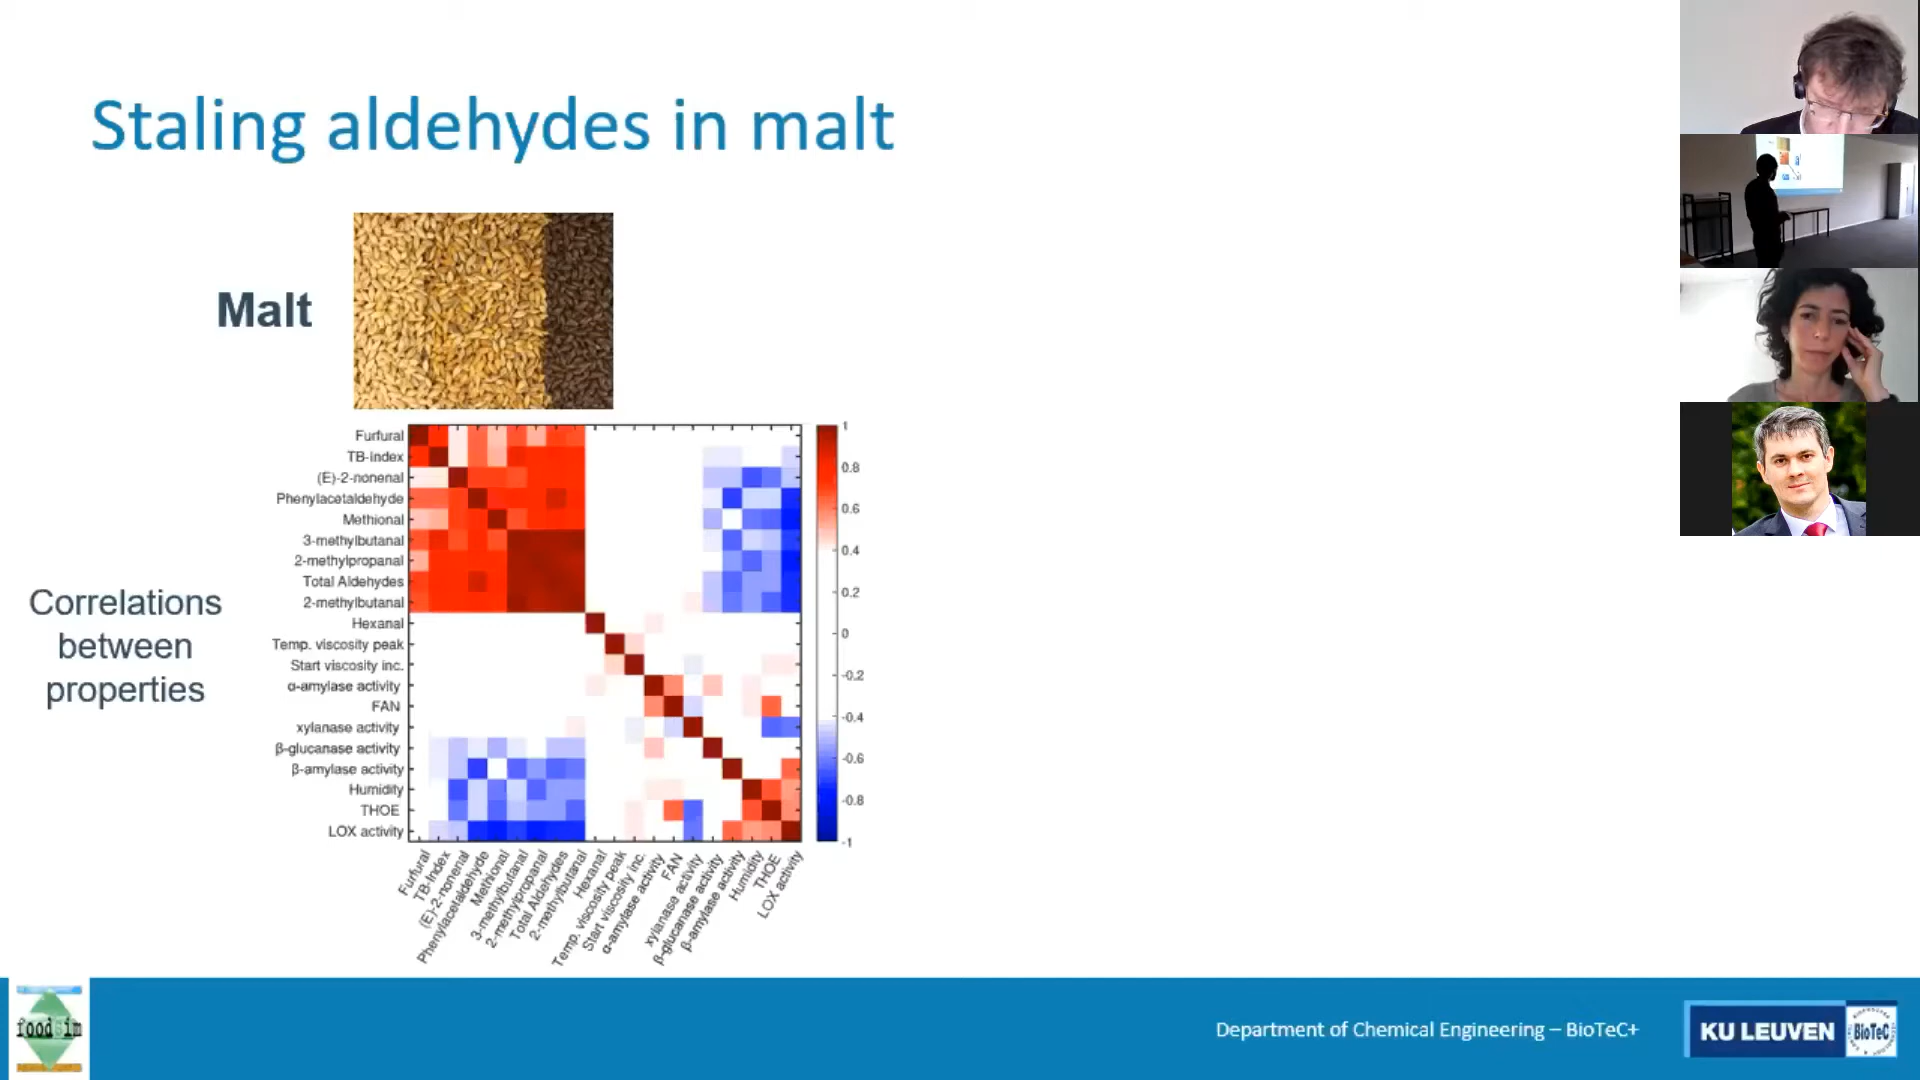 Staling aldehydes in malt
Malt
Correlations
between
properties
Furfural
TB-Index
(E)-2-nonenal
Phenylacetaldehyde
Methional
3-methylbutanal
2-methylpropanal
Total Aldehydes
2-methylbutanal
Hexanal
Temp. viscosity peak
Start viscosity inc.
α-amylase activity
FAN
xylanase activity
β-glucanase activity
β-amylase activity
Humidity
THOE
LOX activity
1
0.8
0.6
0.4
0.2
0
-0.2
-0.4
-0.6
-0.8
-1
Furfural
TB-Index
(E)-2-nonenal
Phenylacetaldehyde
Methional
3-methylbutanal
2-methylpropanal
Total Aldehydes
2-methylbutanal
Hexanal
Temp. viscosity peak
Start viscosity inc.
α-amylase activity
FAN
xylanase activity
β-glucanase activity
β-amylase activity
Humidity
THOE
LOX activity
foodsim
Department of Chemical Engineering – BioTeC+
KU LEUVEN
BioTeC